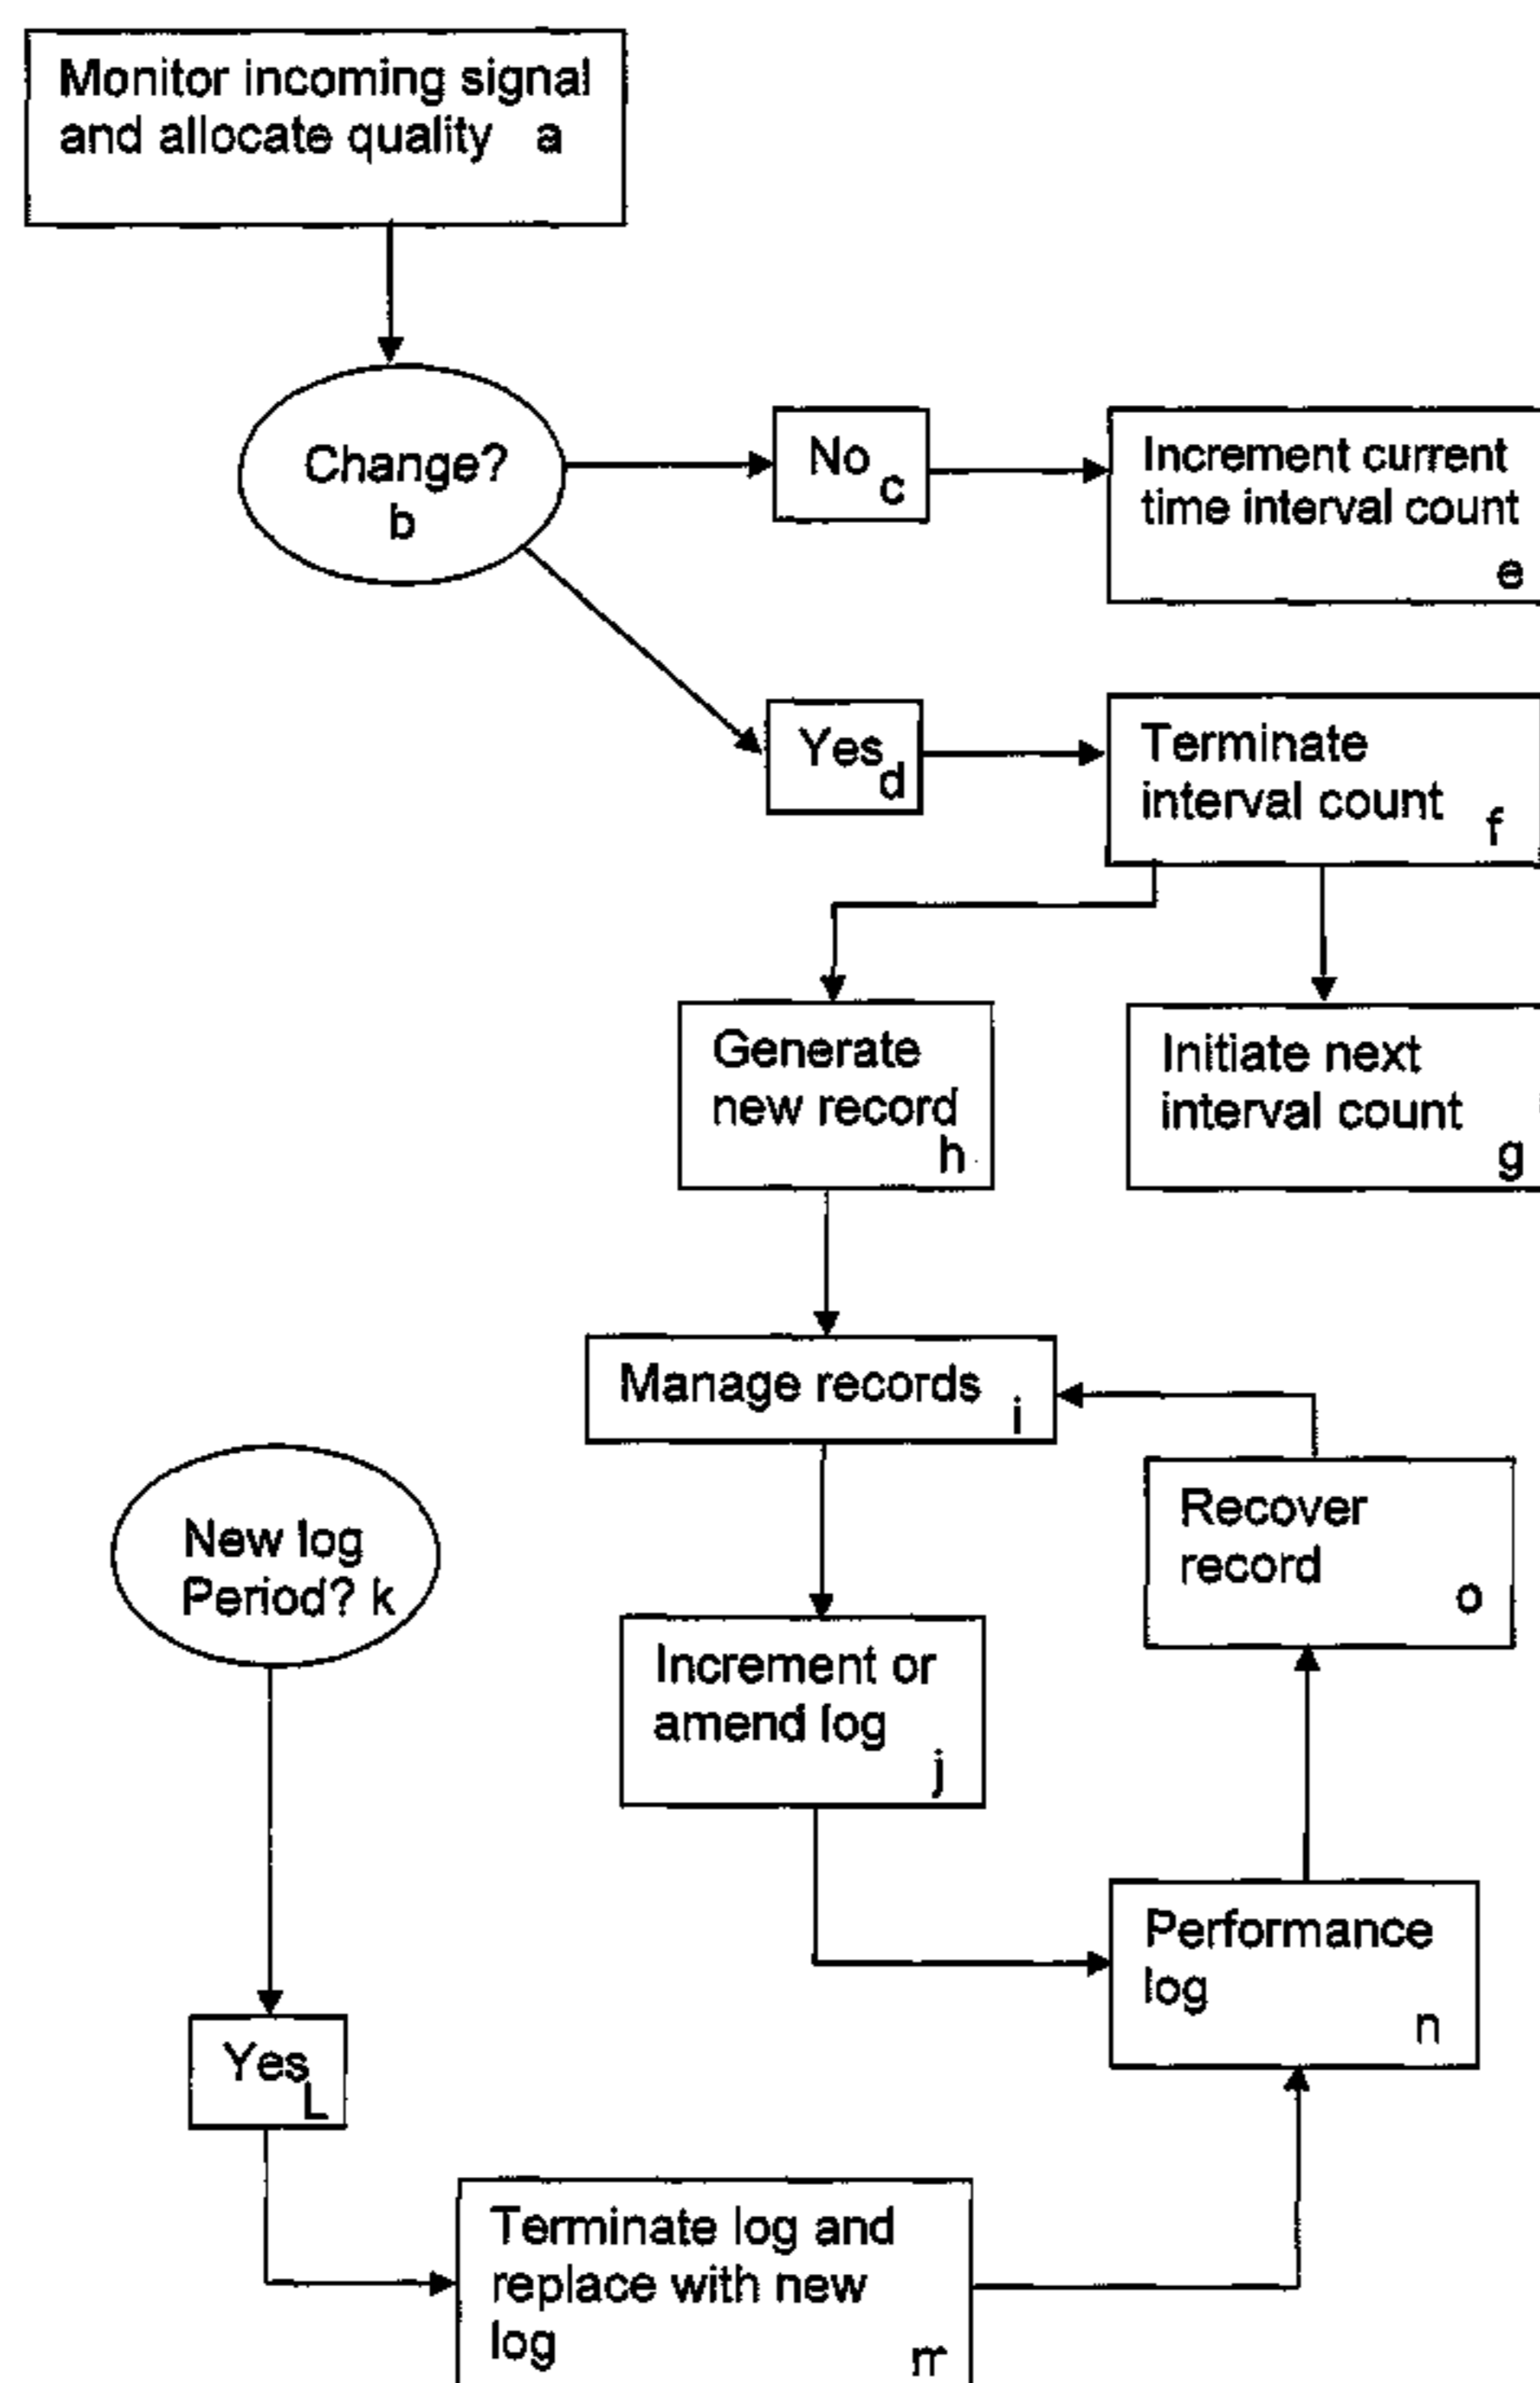 Monitor incoming signal
and allocate quality a
Change?
b
No c
Increment current
time interval count
e
Yes d
Terminate
interval count f
Generate
new record
h
Initiate next
interval count
g
Manage records i
New log
Period? k
Recover
record
o
Increment or
amend log
j
Performance
log
n
Yes L
Terminate log and
replace with new
log m